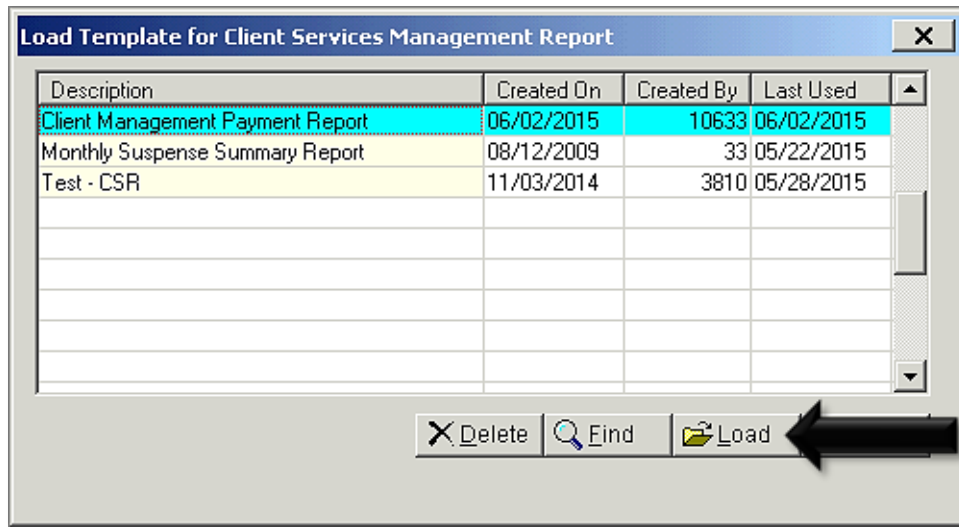 Load Template for Client Services Management Report
Description Created On Created By Last Used
Client Management Payment Report 06/02/2015 10633 06/02/2015
Monthly Suspense Summary Report 08/12/2009 33 05/22/2015
Test - CSR 11/03/2014 3810 05/28/2015
Delete Find Load